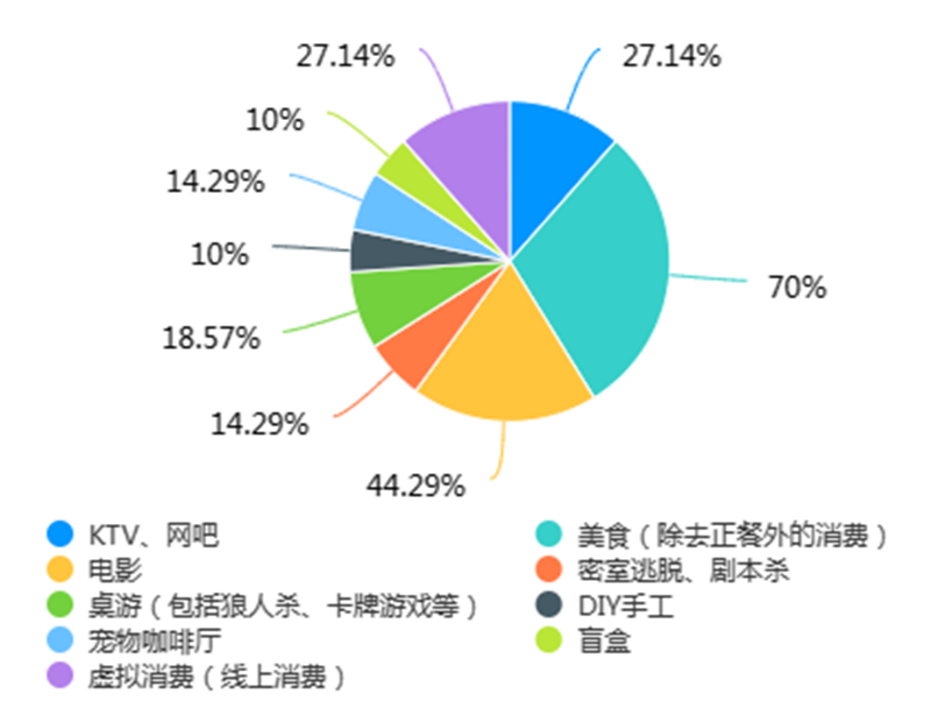 27.14% 27.14%
10%
14.29%
10%
70%
18.57%
14.29%
44.29%
KTV、网吧 美食（除去正餐外的消费）
电影 密室逃脱、剧本杀
桌游（包括狼人杀、卡牌游戏等） DIY手工
宠物咖啡厅 盲盒
虚拟消费（线上消费）